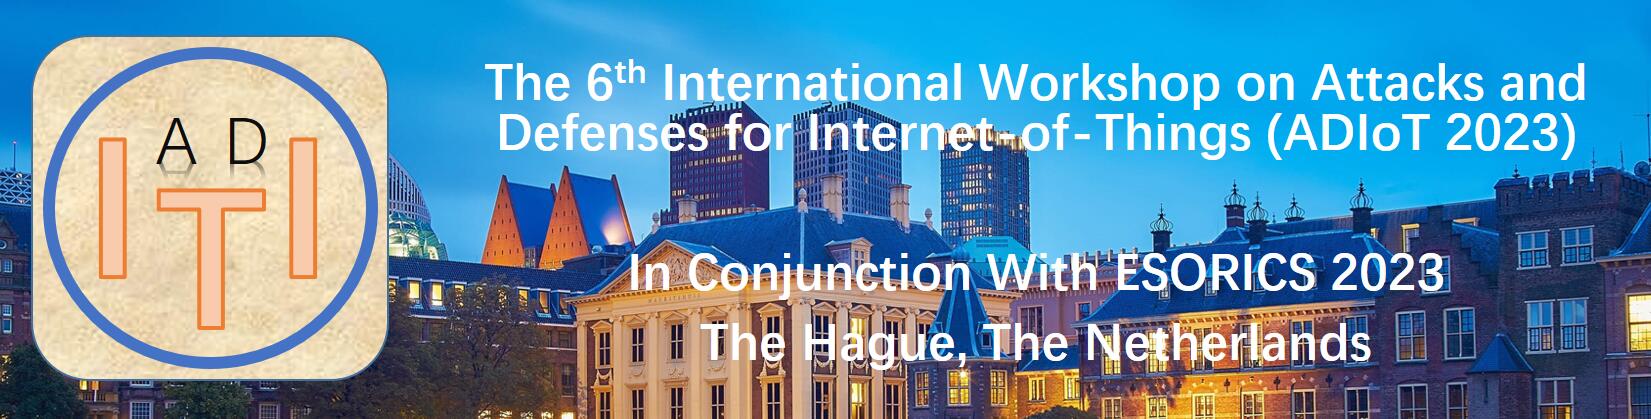 A D
I T I
The 6th International Workshop on Attacks and
Defenses for Internet-of-Things (ADIoT 2023)
In Conjunction With ESORICS 2023
The Hague, The Netherlands